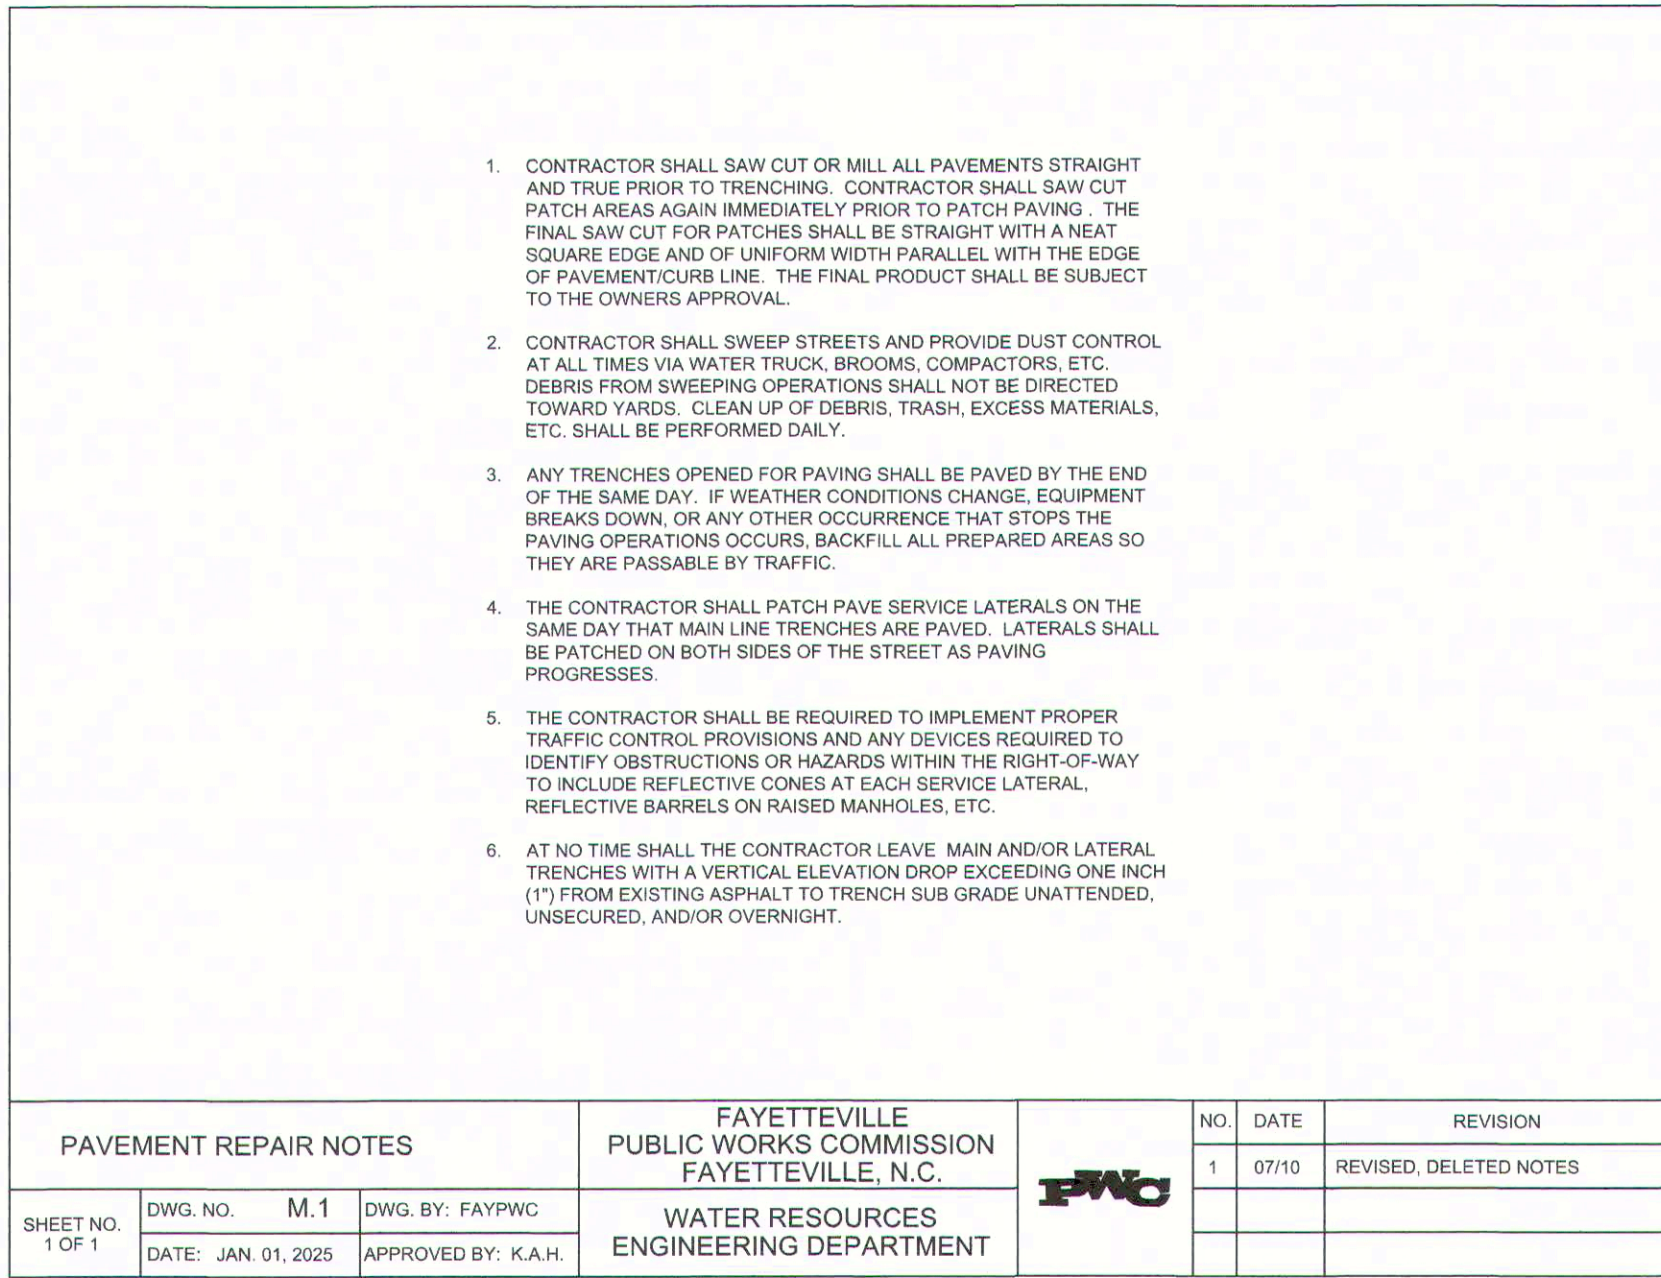 1. CONTRACTOR SHALL SAW CUT OR MILL ALL PAVEMENTS STRAIGHT
AND TRUE PRIOR TO TRENCHING. CONTRACTOR SHALL SAW CUT
PATCH AREAS AGAIN IMMEDIATELY PRIOR TO PATCH PAVING . THE
FINAL SAW CUT FOR PATCHES SHALL BE STRAIGHT WITH A NEAT
SQUARE EDGE AND OF UNIFORM WIDTH PARALLEL WITH THE EDGE
OF PAVEMENT/CURB LINE. THE FINAL PRODUCT SHALL BE SUBJECT
TO THE OWNERS APPROVAL.
2. CONTRACTOR SHALL SWEEP STREETS AND PROVIDE DUST CONTROL
AT ALL TIMES VIA WATER TRUCK, BROOMS, COMPACTORS, ETC.
DEBRIS FROM SWEEPING OPERATIONS SHALL NOT BE DIRECTED
TOWARD YARDS. CLEAN UP OF DEBRIS, TRASH, EXCESS MATERIALS,
ETC. SHALL BE PERFORMED DAILY.
3. ANY TRENCHES OPENED FOR PAVING SHALL BE PAVED BY THE END
OF THE SAME DAY. IF WEATHER CONDITIONS CHANGE, EQUIPMENT
BREAKS DOWN, OR ANY OTHER OCCURRENCE THAT STOPS THE
PAVING OPERATIONS OCCURS, BACKFILL ALL PREPARED AREAS SO
THEY ARE PASSABLE BY TRAFFIC.
4. THE CONTRACTOR SHALL PATCH PAVE SERVICE LATERALS ON THE
SAME DAY THAT MAIN LINE TRENCHES ARE PAVED. LATERALS SHALL
BE PATCHED ON BOTH SIDES OF THE STREET AS PAVING
PROGRESSES.
5. THE CONTRACTOR SHALL BE REQUIRED TO IMPLEMENT PROPER
TRAFFIC CONTROL PROVISIONS AND ANY DEVICES REQUIRED TO
IDENTIFY OBSTRUCTIONS OR HAZARDS WITHIN THE RIGHT-OF-WAY
TO INCLUDE REFLECTIVE CONES AT EACH SERVICE LATERAL,
REFLECTIVE BARRELS ON RAISED MANHOLES, ETC.
6. AT NO TIME SHALL THE CONTRACTOR LEAVE MAIN AND/OR LATERAL
TRENCHES WITH A VERTICAL ELEVATION DROP EXCEEDING ONE INCH
(1") FROM EXISTING ASPHALT TO TRENCH SUB GRADE UNATTENDED,
UNSECURED, AND/OR OVERNIGHT.
PAVEMENT REPAIR NOTES
SHEET NO.
1 OF 1
DWG. NO. M.1
DWG. BY: FAYPWC
DATE: JAN. 01, 2025
APPROVED BY: K.A.H.
FAYETTEVILLE
PUBLIC WORKS COMMISSION
FAYETTEVILLE, N.C.
WATER RESOURCES
ENGINEERING DEPARTMENT
PWC
NO. DATE REVISION
1 07/10 REVISED, DELETED NOTES